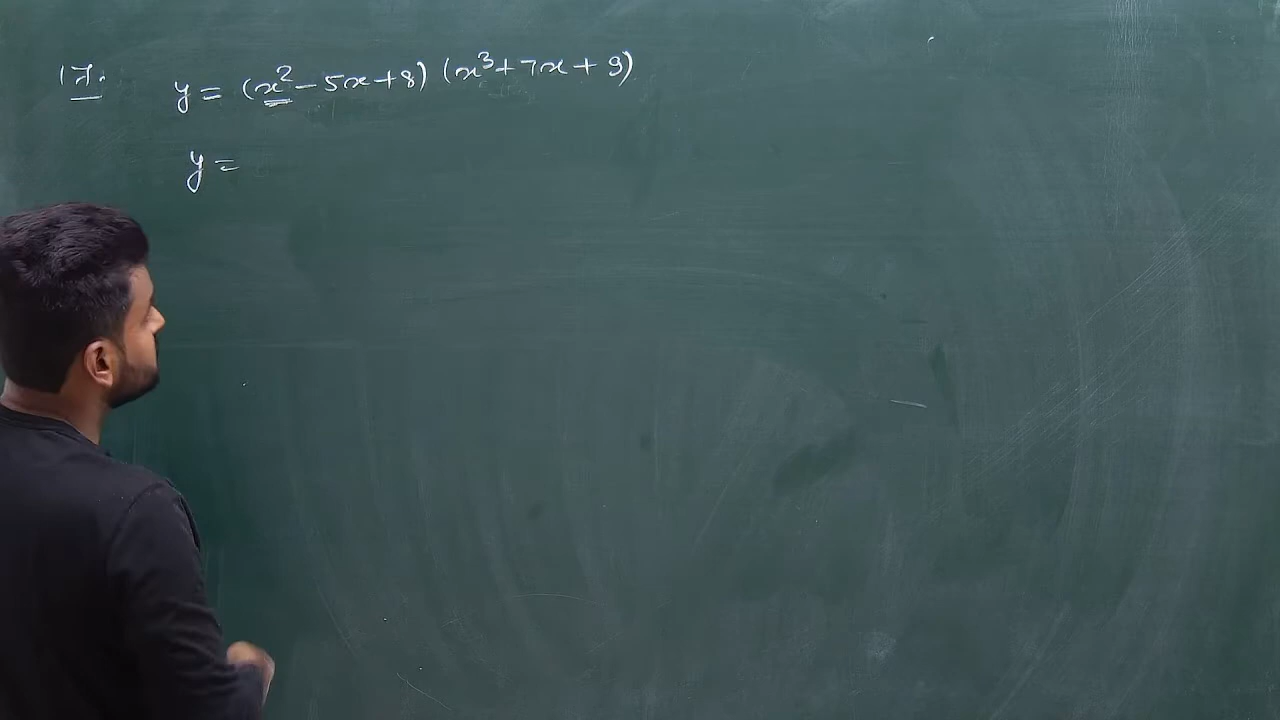 17. y = (x² - 5x + 8) (x³ + 7x + 9)
y =